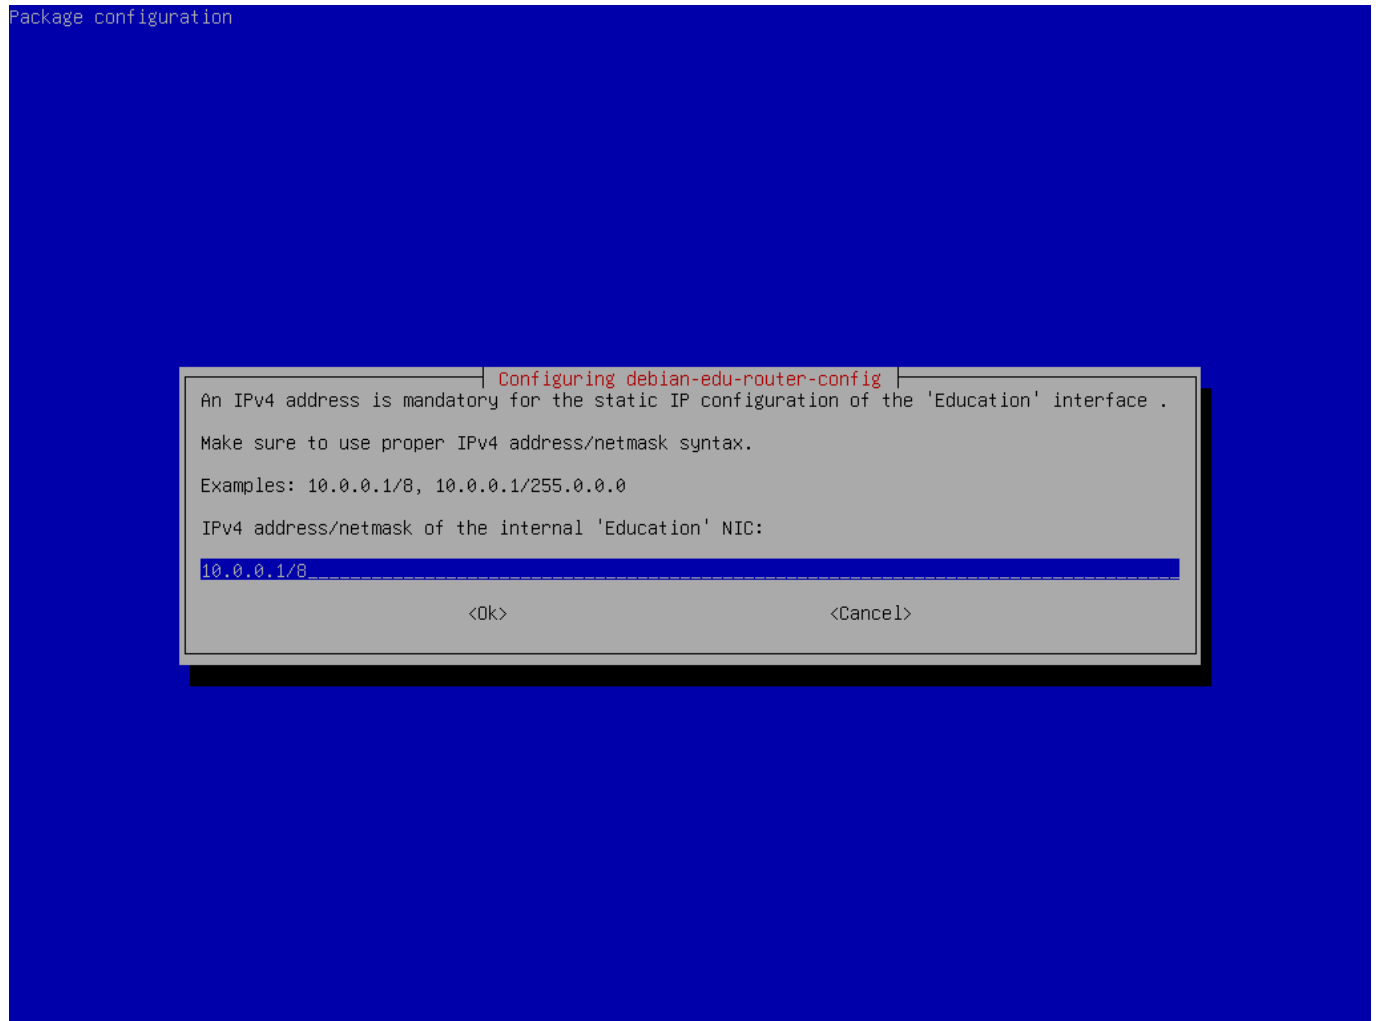 Package configuration
Configuring debian-edu-router-config
An IPv4 address is mandatory for the static IP configuration of the 'Education' interface .
Make sure to use proper IPv4 address/netmask syntax.
Examples: 10.0.0.1/8, 10.0.0.1/255.0.0.0
IPv4 address/netmask of the internal 'Education' NIC:
10.0.0.1/8
<Ok> <Cancel>